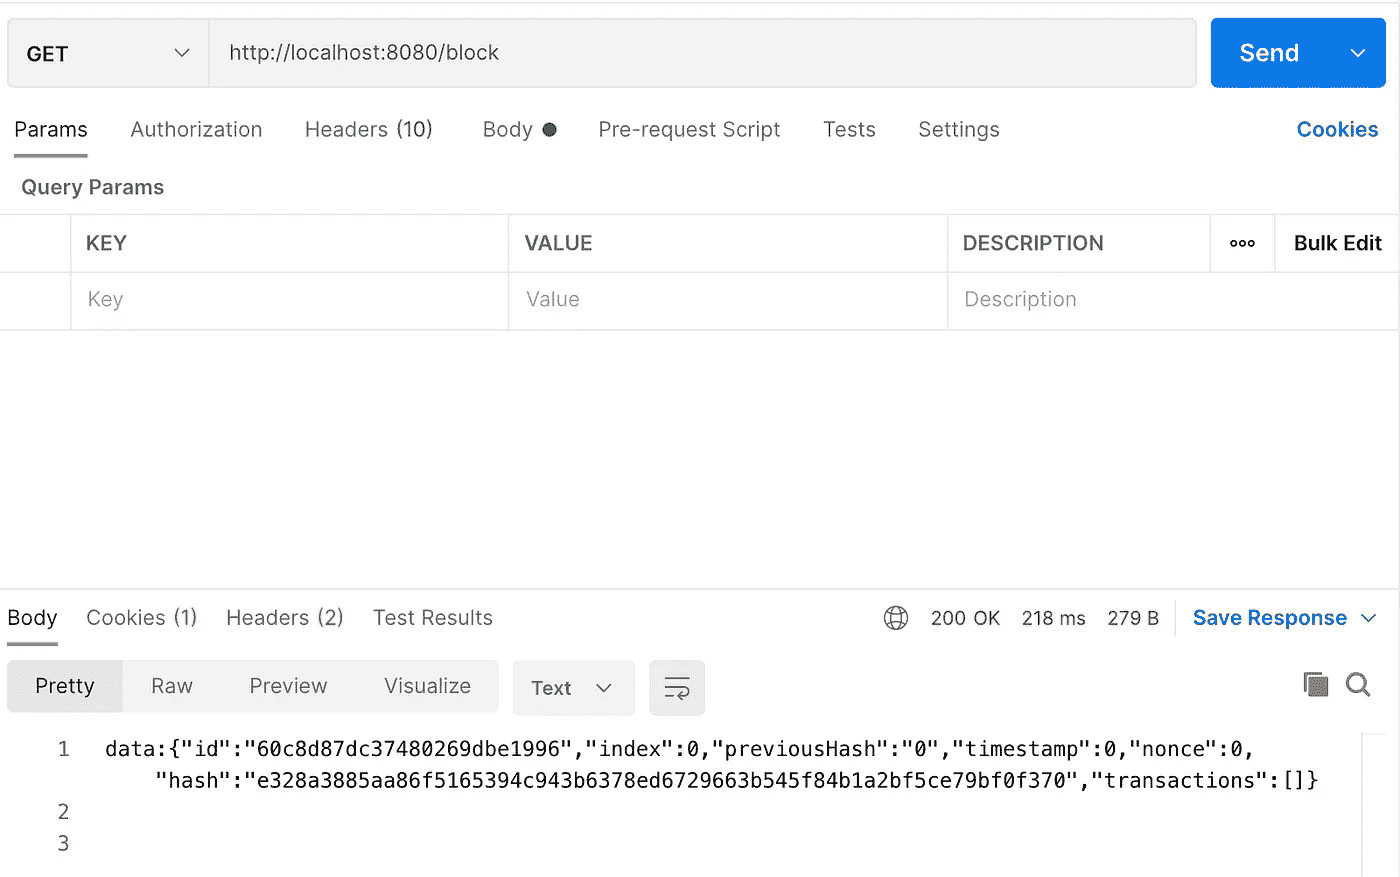 GET http://localhost:8080/block Send
Params Authorization Headers (10) Body Pre-request Script Tests Settings Cookies
Query Params
KEY VALUE DESCRIPTION ooo Bulk Edit
Key Value Description
Body Cookies (1) Headers (2) Test Results 200 OK 218 ms 279 B Save Response
Pretty Raw Preview Visualize Text
1 data:{"id":"60c8d87dc37480269dbe1996","index":0,"previousHash":"0","timestamp":0,"nonce":0,
"hash":"e328a3885aa86f5165394c943b6378ed6729663b545f84b1a2bf5ce79bf0f370","transactions":[]}
2
3